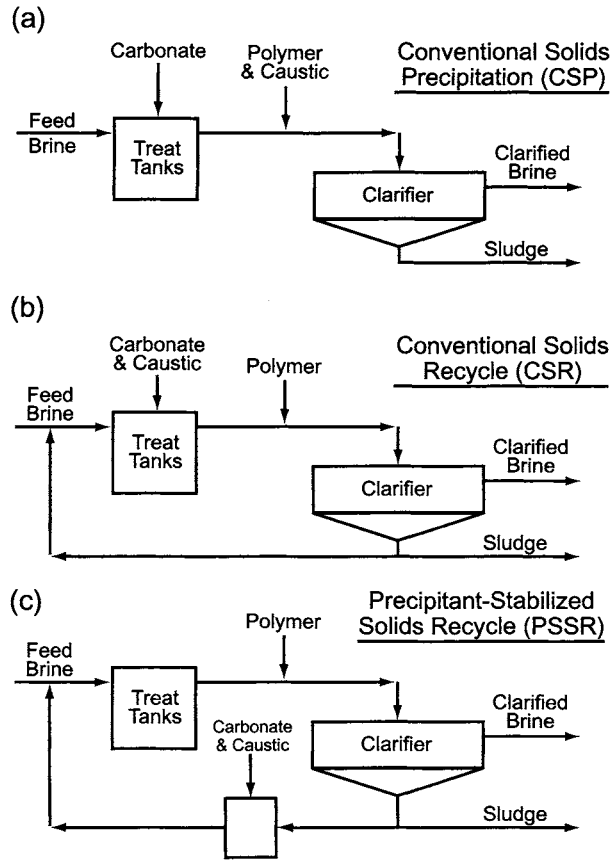 (a)
Carbonate
Polymer
& Caustic
Conventional Solids
Precipitation (CSP)
Feed
Brine
Treat
Tanks
Clarifier
Clarified
Brine
Sludge
(b)
Carbonate
& Caustic
Polymer
Conventional Solids
Recycle (CSR)
Feed
Brine
Treat
Tanks
Clarifier
Clarified
Brine
Sludge
(c)
Polymer
Precipitant-Stabilized
Solids Recycle (PSSR)
Feed
Brine
Treat
Tanks
Carbonate
& Caustic
Clarifier
Clarified
Brine
Sludge